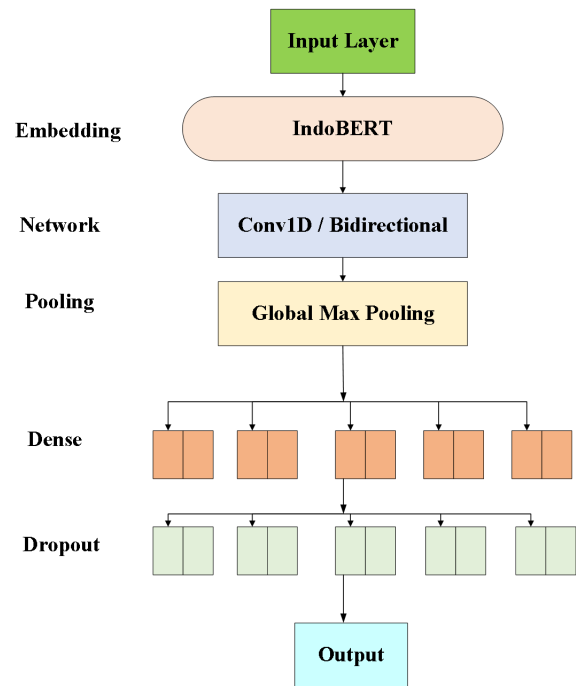 Input Layer
Embedding
IndoBERT
Network
Conv1D / Bidirectional
Pooling
Global Max Pooling
Dense
Dropout
Output